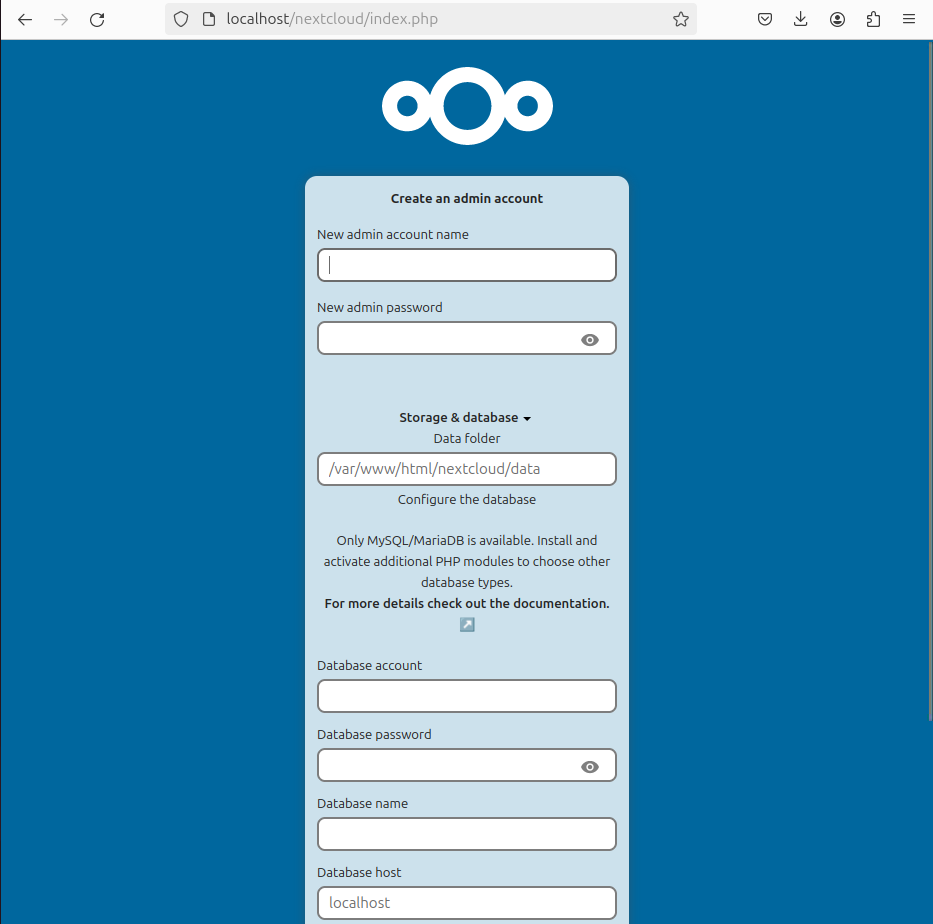 localhost/nextcloud/index.php
Create an admin account
New admin account name
New admin password
Storage & database
Data folder
/var/www/html/nextcloud/data
Configure the database
Only MySQL/MariaDB is available. Install and
activate additional PHP modules to choose other
database types.
For more details check out the documentation.
Database account
Database password
Database name
Database host
localhost